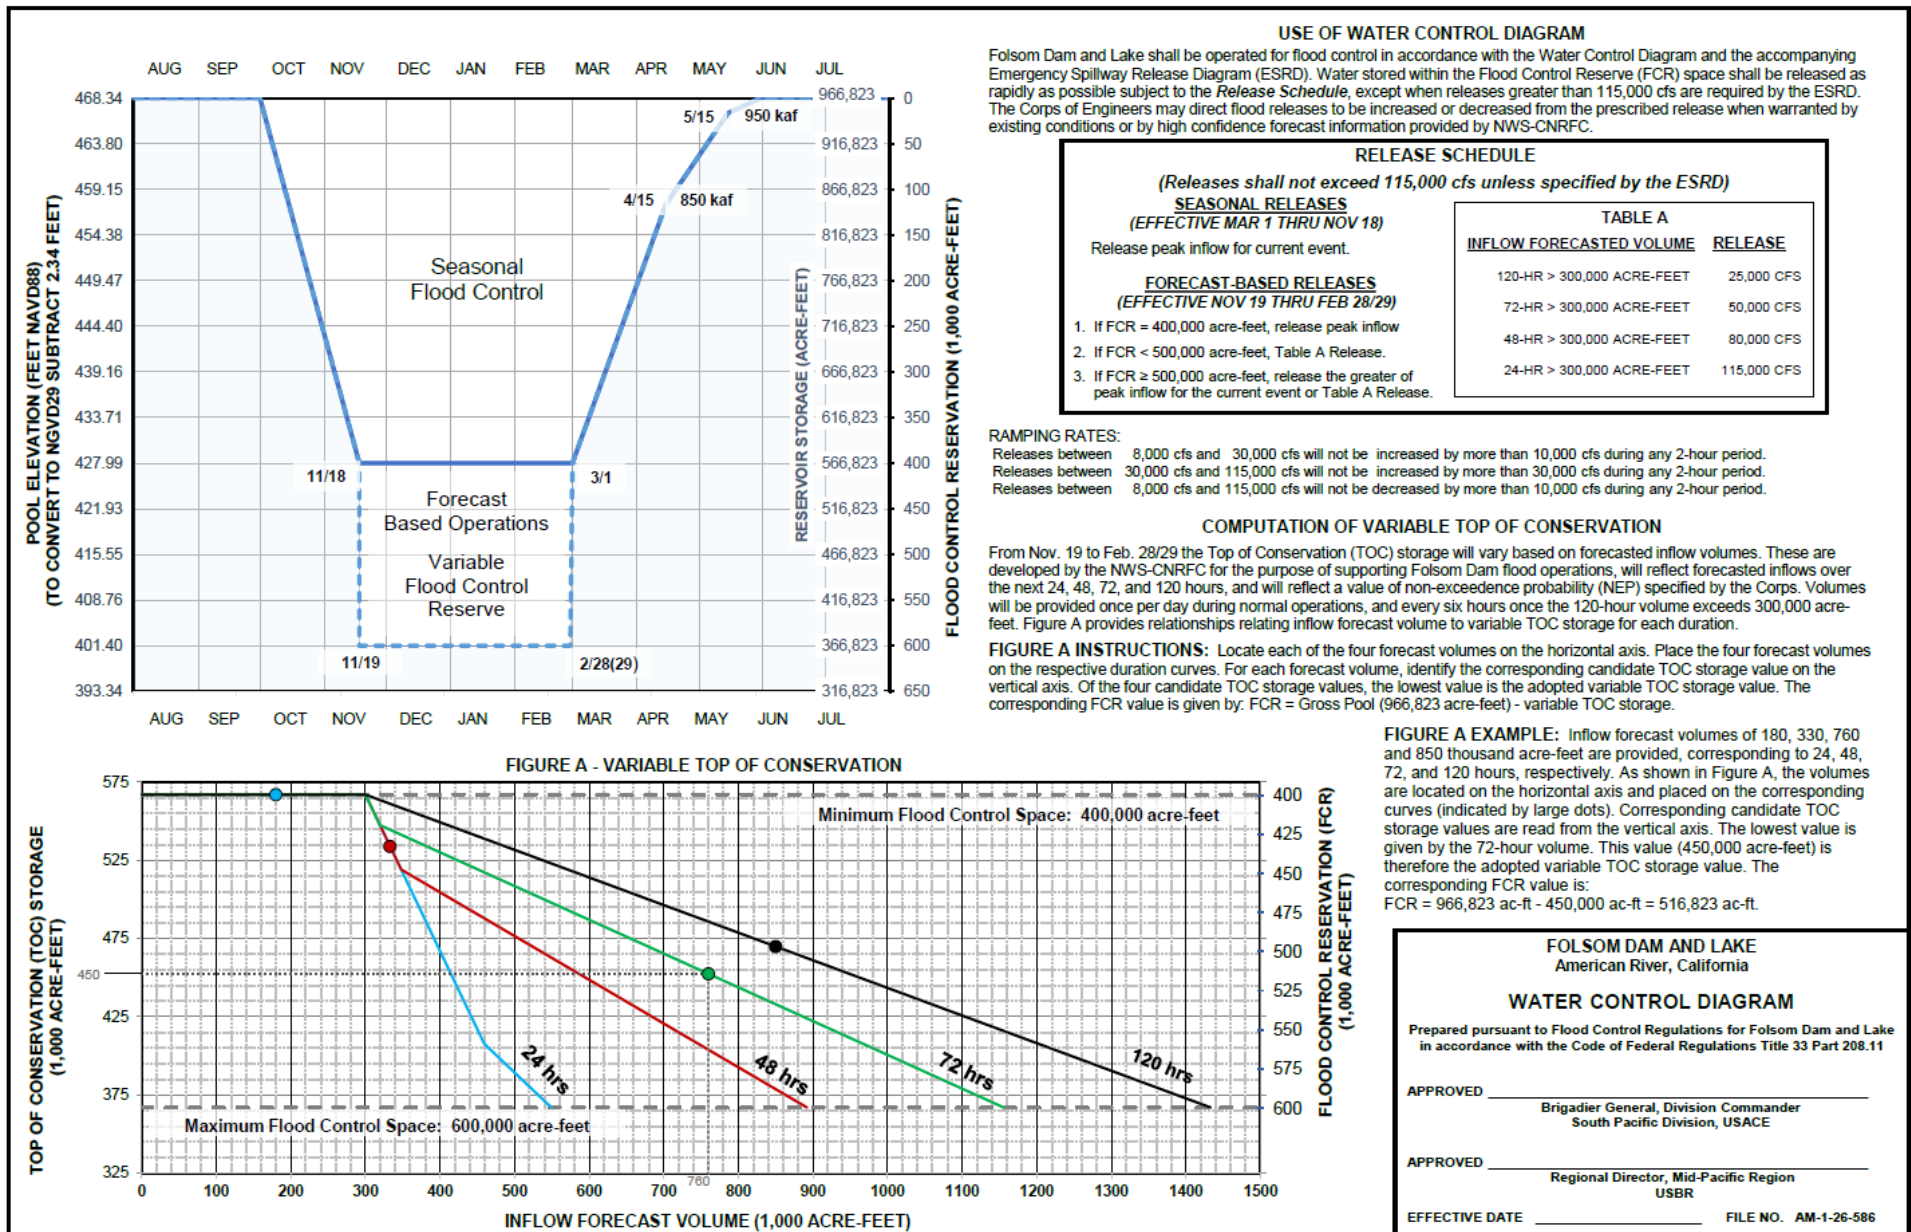 AUG SEP OCT NOV DEC JAN FEB MAR APR MAY JUN JUL
468.34
463.80
459.15
454.38
449.47
444.40
439.16
433.71
427.99
421.93
415.55
408.76
401.40
393.34
POOL ELEVATION (FEET NAVD88)
(TO CONVERT TO NGVD29 SUBTRACT 2.34 FEET)
5/15 950 kaf
4/15 850 kaf
Seasonal
Flood Control
11/18
3/1
Forecast
Based Operations
Variable
Flood Control
Reserve
11/19
2/28(29)
966,823
916,823
866,823
816,823
766,823
716,823
666,823
616,823
566,823
516,823
466,823
416,823
366,823
316,823
RESERVOIR STORAGE (ACRE-FEET)
0
50
100
150
200
250
300
350
400
450
500
550
600
650
FLOOD CONTROL RESERVATION (1,000 ACRE-FEET)
AUG SEP OCT NOV DEC JAN FEB MAR APR MAY JUN JUL
USE OF WATER CONTROL DIAGRAM
Folsom Dam and Lake shall be operated for flood control in accordance with the Water Control Diagram and the accompanying
Emergency Spillway Release Diagram (ESRD). Water stored within the Flood Control Reserve (FCR) space shall be released as
rapidly as possible subject to the Release Schedule, except when releases greater than 115,000 cfs are required by the ESRD.
The Corps of Engineers may direct flood releases to be increased or decreased from the prescribed release when warranted by
existing conditions or by high confidence forecast information provided by NWS-CNRFC.
RELEASE SCHEDULE
(Releases shall not exceed 115,000 cfs unless specified by the ESRD)
SEASONAL RELEASES
(EFFECTIVE MAR 1 THRU NOV 18)
Release peak inflow for current event.
FORECAST-BASED RELEASES
(EFFECTIVE NOV 19 THRU FEB 28/29)
1. If FCR = 400,000 acre-feet, release peak inflow
2. If FCR < 500,000 acre-feet, Table A Release.
3. If FCR ≥ 500,000 acre-feet, release the greater of
peak inflow for the current event or Table A Release.
TABLE A
INFLOW FORECASTED VOLUME RELEASE
120-HR > 300,000 ACRE-FEET 25,000 CFS
72-HR > 300,000 ACRE-FEET 50,000 CFS
48-HR > 300,000 ACRE-FEET 80,000 CFS
24-HR > 300,000 ACRE-FEET 115,000 CFS
RAMPING RATES:
Releases between 8,000 cfs and 30,000 cfs will not be increased by more than 10,000 cfs during any 2-hour period.
Releases between 30,000 cfs and 115,000 cfs will not be increased by more than 30,000 cfs during any 2-hour period.
Releases between 8,000 cfs and 115,000 cfs will not be decreased by more than 10,000 cfs during any 2-hour period.
COMPUTATION OF VARIABLE TOP OF CONSERVATION
From Nov. 19 to Feb. 28/29 the Top of Conservation (TOC) storage will vary based on forecasted inflow volumes. These are
developed by the NWS-CNRFC for the purpose of supporting Folsom Dam flood operations, will reflect forecasted inflows over
the next 24, 48, 72, and 120 hours, and will reflect a value of non-exceedence probability (NEP) specified by the Corps. Volumes
will be provided once per day during normal operations, and every six hours once the 120-hour volume exceeds 300,000 acre-
feet. Figure A provides relationships relating inflow forecast volume to variable TOC storage for each duration.
FIGURE A INSTRUCTIONS: Locate each of the four forecast volumes on the horizontal axis. Place the four forecast volumes
on the respective duration curves. For each forecast volume, identify the corresponding candidate TOC storage value on the
vertical axis. Of the four candidate TOC storage values, the lowest value is the adopted variable TOC storage value. The
corresponding FCR value is given by: FCR = Gross Pool (966,823 acre-feet) - variable TOC storage.
FIGURE A EXAMPLE: Inflow forecast volumes of 180, 330, 760
and 850 thousand acre-feet are provided, corresponding to 24, 48,
72, and 120 hours, respectively. As shown in Figure A, the volumes
are located on the horizontal axis and placed on the corresponding
curves (indicated by large dots). Corresponding candidate TOC
storage values are read from the vertical axis. The lowest value is
given by the 72-hour volume. This value (450,000 acre-feet) is
therefore the adopted variable TOC storage value. The
corresponding FCR value is:
FCR = 966,823 ac-ft - 450,000 ac-ft = 516,823 ac-ft.
FIGURE A - VARIABLE TOP OF CONSERVATION
TOP OF CONSERVATION (TOC) STORAGE
(1,000 ACRE-FEET)
575
525
475
450
425
375
325
Minimum Flood Control Space: 400,000 acre-feet
24 hrs
48 hrs
72 hrs
120 hrs
Maximum Flood Control Space: 600,000 acre-feet
400
425
450
475
500
525
550
575
600
FLOOD CONTROL RESERVATION (FCR)
(1,000 ACRE-FEET)
0 100 200 300 400 500 600 700 760 800 900 1000 1100 1200 1300 1400 1500
INFLOW FORECAST VOLUME (1,000 ACRE-FEET)
FOLSOM DAM AND LAKE
American River, California
WATER CONTROL DIAGRAM
Prepared pursuant to Flood Control Regulations for Folsom Dam and Lake
in accordance with the Code of Federal Regulations Title 33 Part 208.11
APPROVED
Brigadier General, Division Commander
South Pacific Division, USACE
APPROVED
Regional Director, Mid-Pacific Region
USBR
EFFECTIVE DATE FILE NO. AM-1-26-586